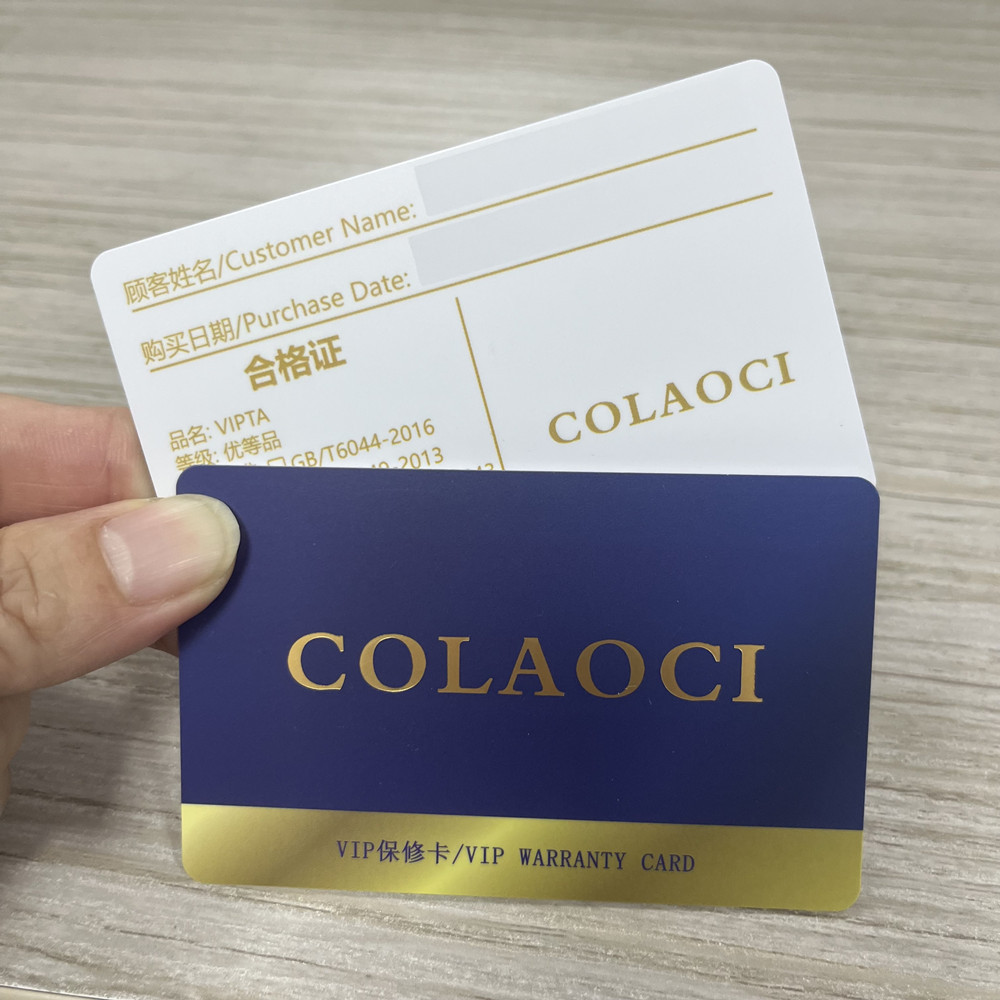 顾客姓名/Customer Name:
购买日期/Purchase Date:
合格证
品名: VIPTA
等级: 优等品
GB/T6044-2016
-2013
COLAOCI
COLAOCI
VIP保修卡/VIP WARRANTY CARD